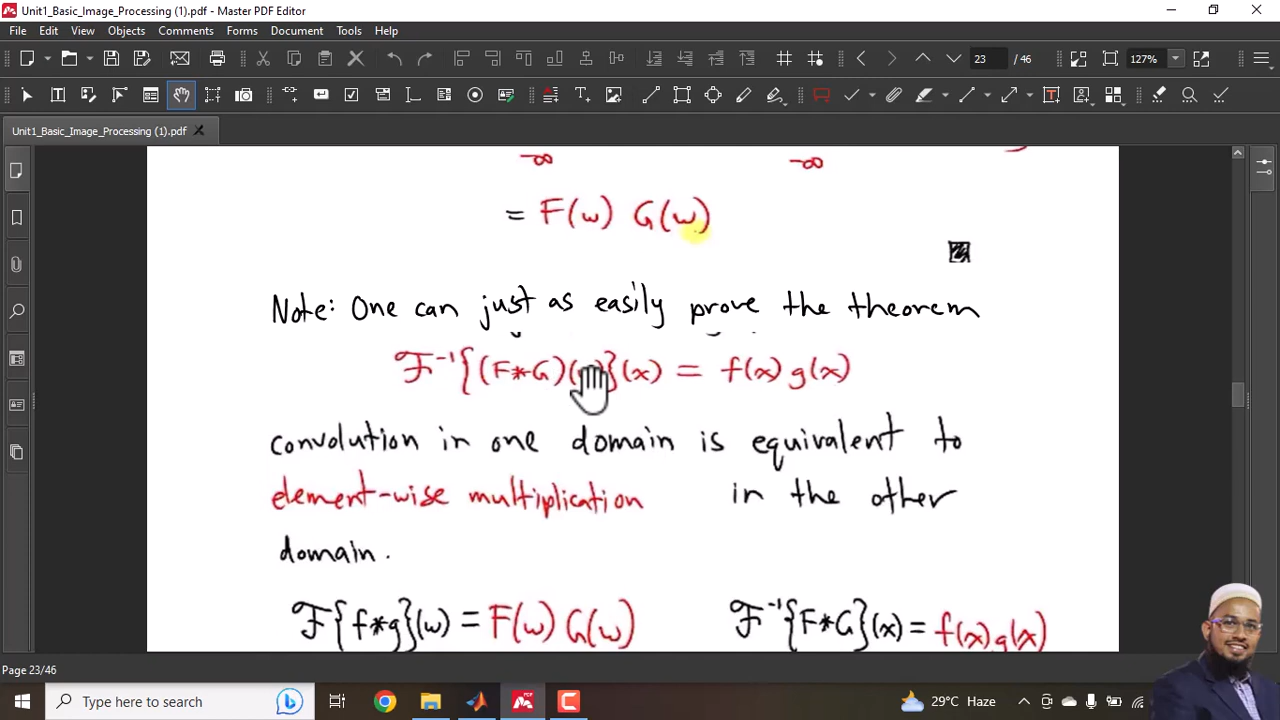 Unit1_Basic_Image_Processing (1).pdf - Master PDF Editor
File Edit View Objects Comments Forms Document Tools Help
23 / 46 127%
Unit1_Basic_Image_Processing (1).pdf
-∞ -∞
= F(w) G(w)
Note: One can just as easily prove the theorem
ℱ⁻¹{(F*G)( )}(x) = f(x) g(x)
convolution in one domain is equivalent to
element-wise multiplication in the other
domain.
ℱ{f*g}(w) = F(w) G(w) ℱ⁻¹{F*G}(x) = f(x)g(x)
Page 23/46
Type here to search
29°C Haze